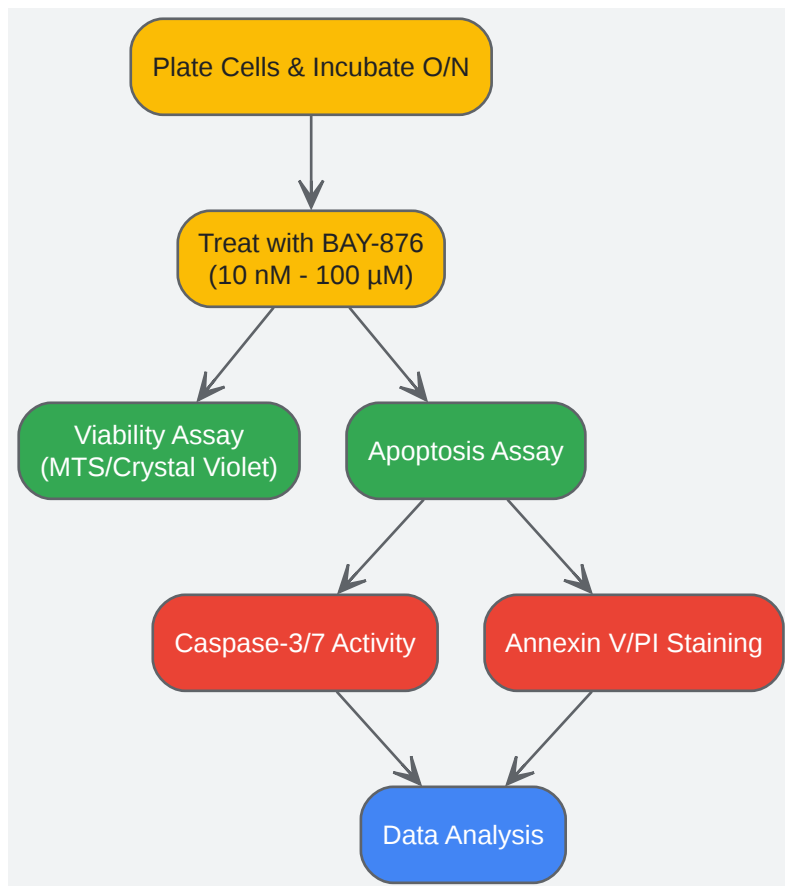 Plate Cells & Incubate O/N
Treat with BAY-876
(10 nM - 100 µM)
Viability Assay
(MTS/Crystal Violet)
Apoptosis Assay
Caspase-3/7 Activity
Annexin V/PI Staining
Data Analysis